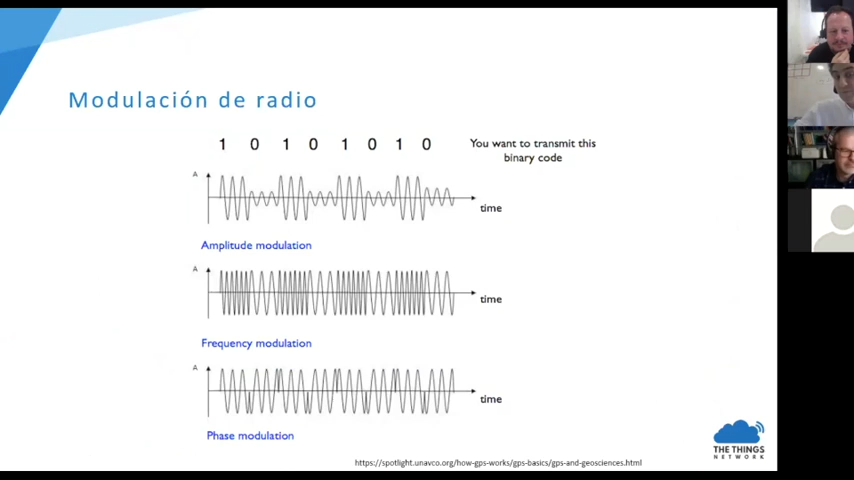 Modulación de radio
1 0 1 0 1 0 1 0
You want to transmit this
binary code
A
time
Amplitude modulation
A
time
Frequency modulation
A
time
Phase modulation
THE THINGS
NETWORK
https://spotlight.unavco.org/how-gps-works/gps-basics/gps-and-geosciences.html